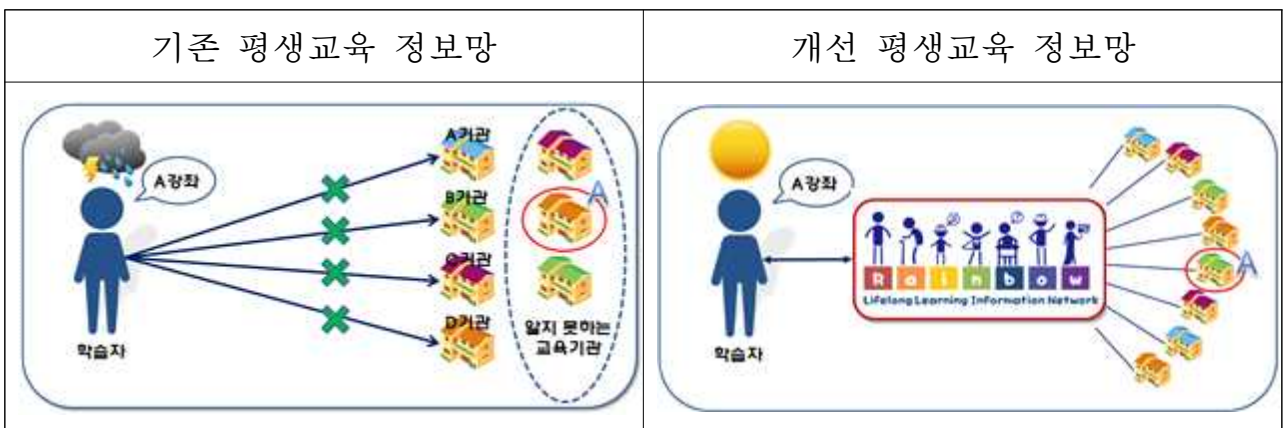 기존 평생교육 정보망
개선 평생교육 정보망
A강좌
A기관
B기관
C기관
D기관
A
알지 못하는
교육기관
학습자
A강좌
Rainbow
Lifelong Learning Information Network
A
학습자